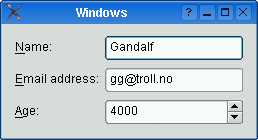 Windows ?
Name: Gandalf
Email address: gg@troll.no
Age: 4000